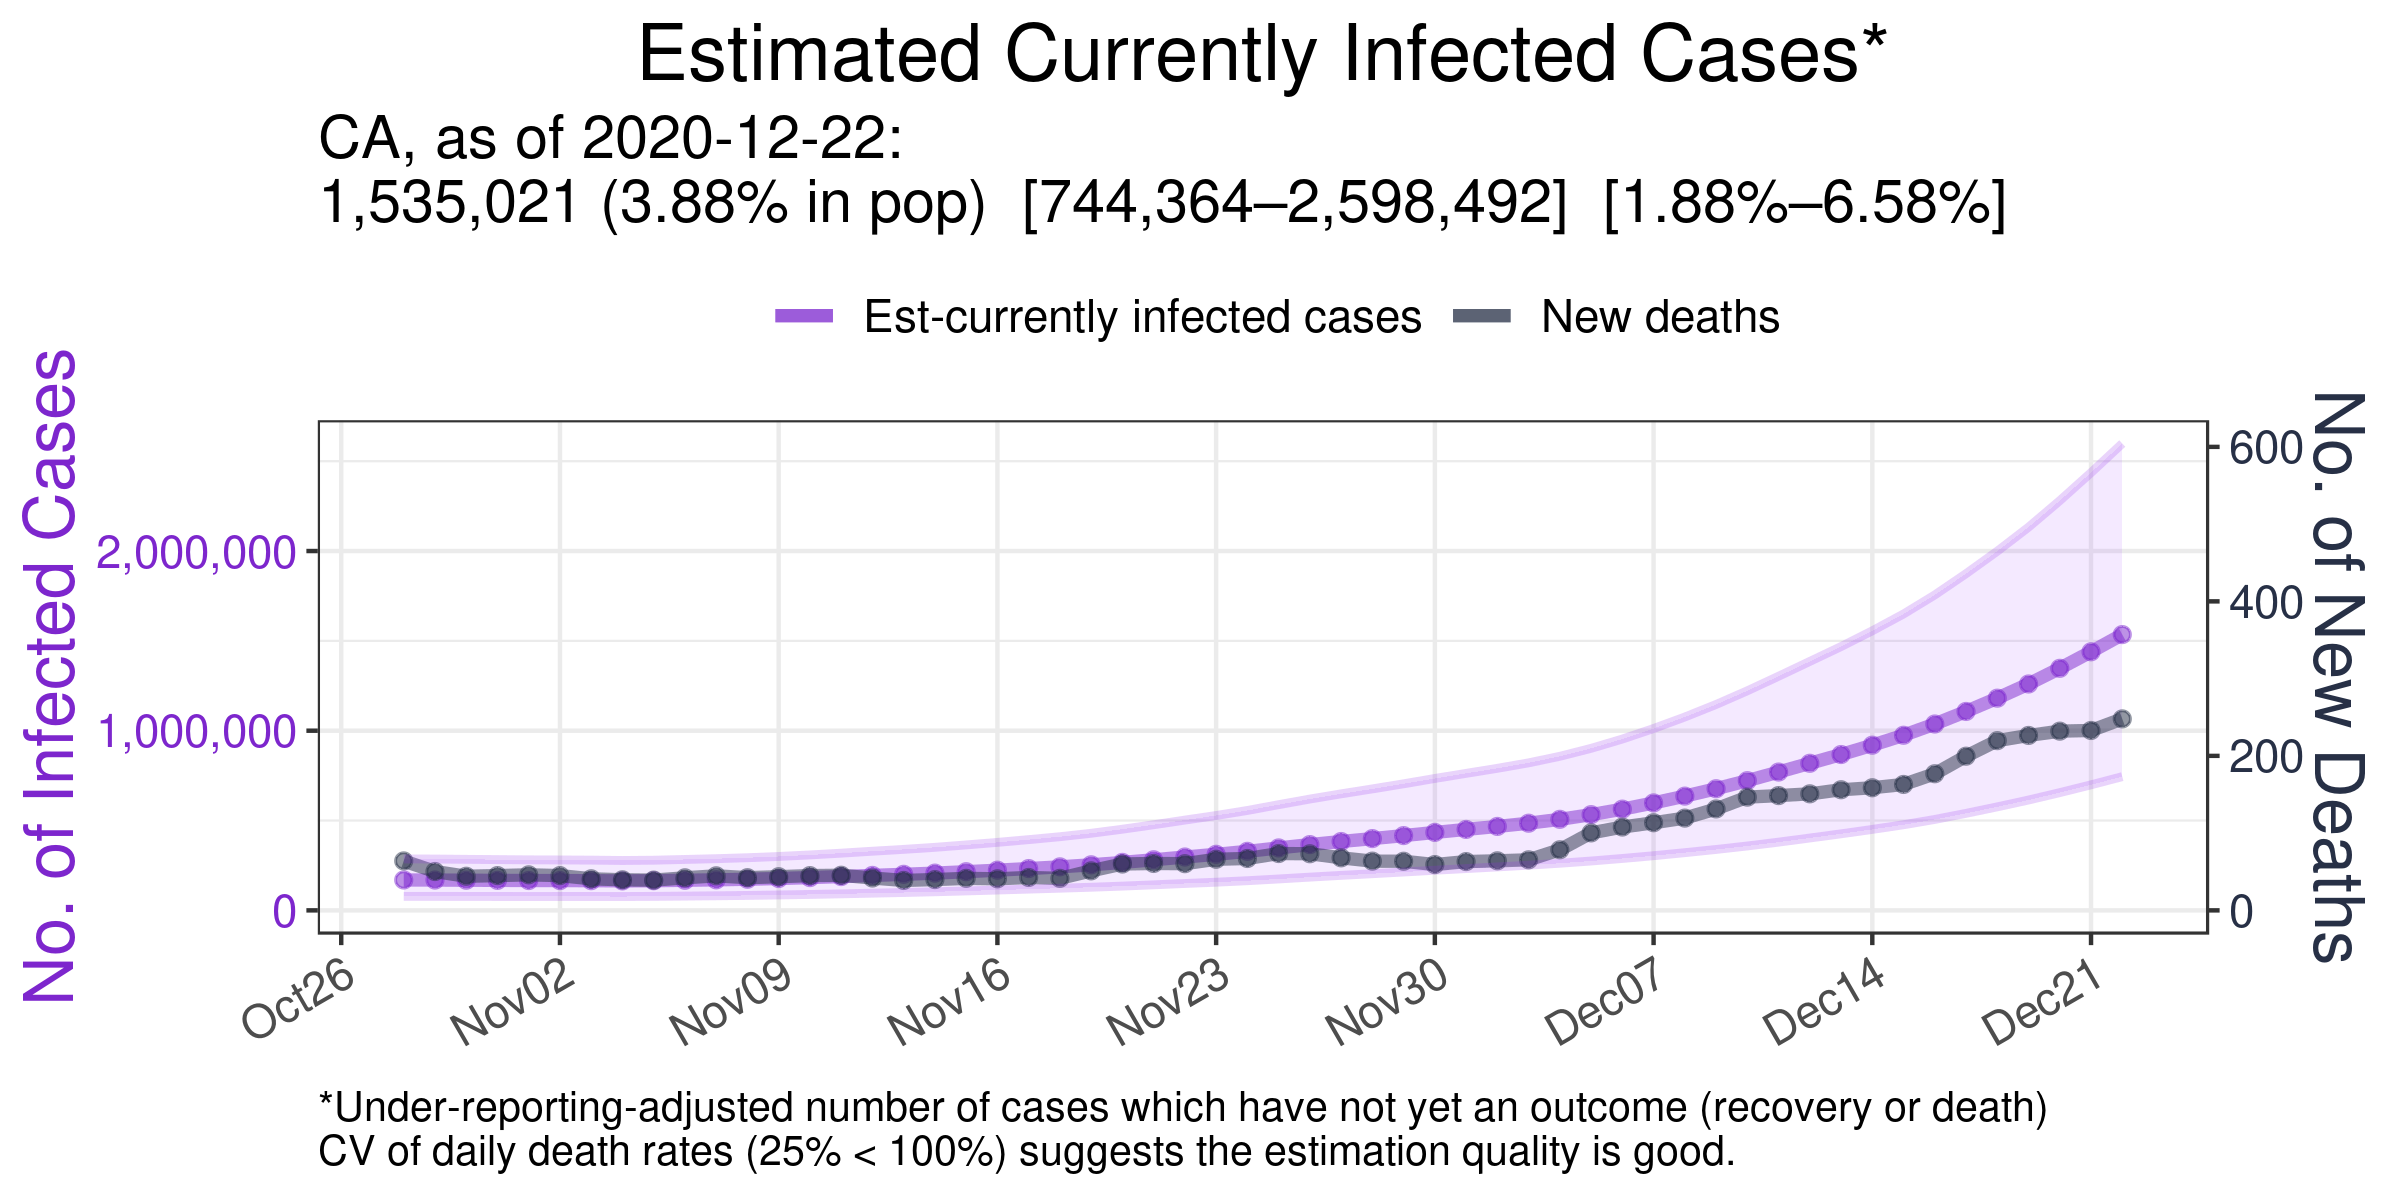 Estimated Currently Infected Cases*
CA, as of 2020-12-22:
1,535,021 (3.88% in pop)  [744,364–2,598,492]  [1.88%–6.58%]
Est-currently infected cases
New deaths
No. of Infected Cases
2,000,000
1,000,000
0
No. of New Deaths
600
400
200
0
Oct26
Nov02
Nov09
Nov16
Nov23
Nov30
Dec07
Dec14
Dec21
*Under-reporting-adjusted number of cases which have not yet an outcome (recovery or death)
CV of daily death rates (25% < 100%) suggests the estimation quality is good.